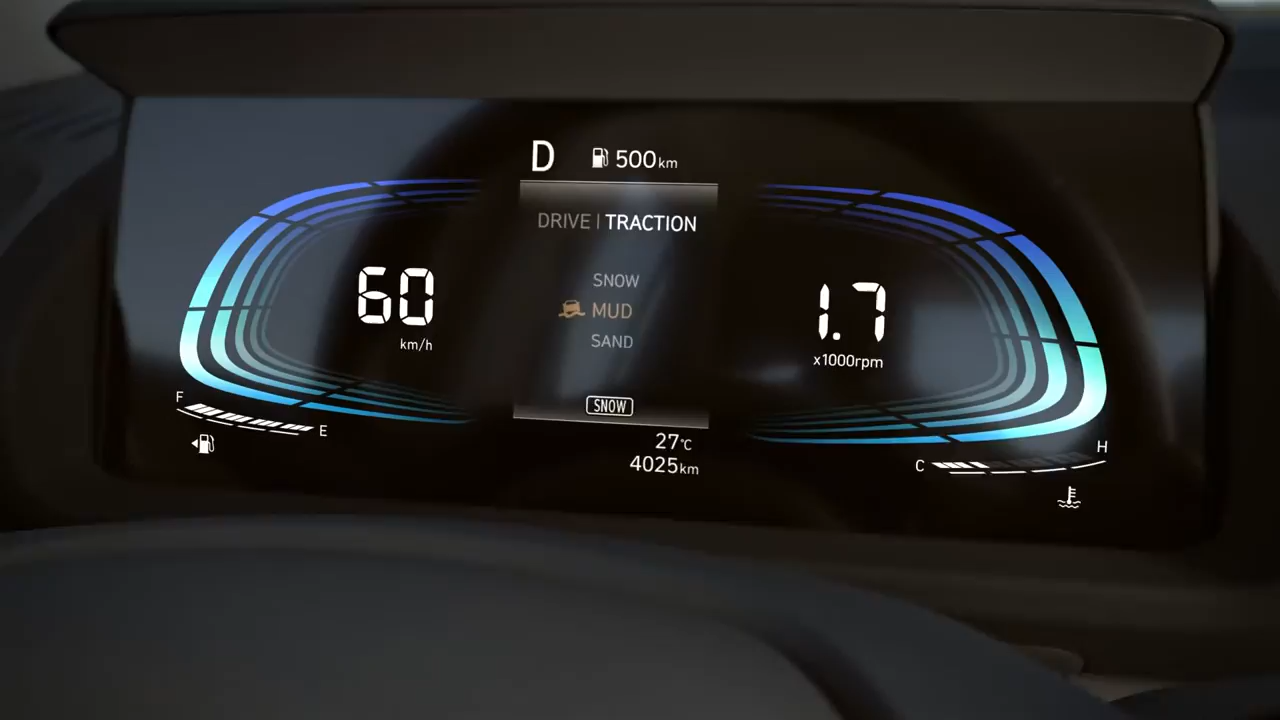 D 500km
DRIVE | TRACTION
SNOW
MUD
SAND
SNOW
27°C
4025km
60
km/h
F
E
1.7
x1000rpm
C
H